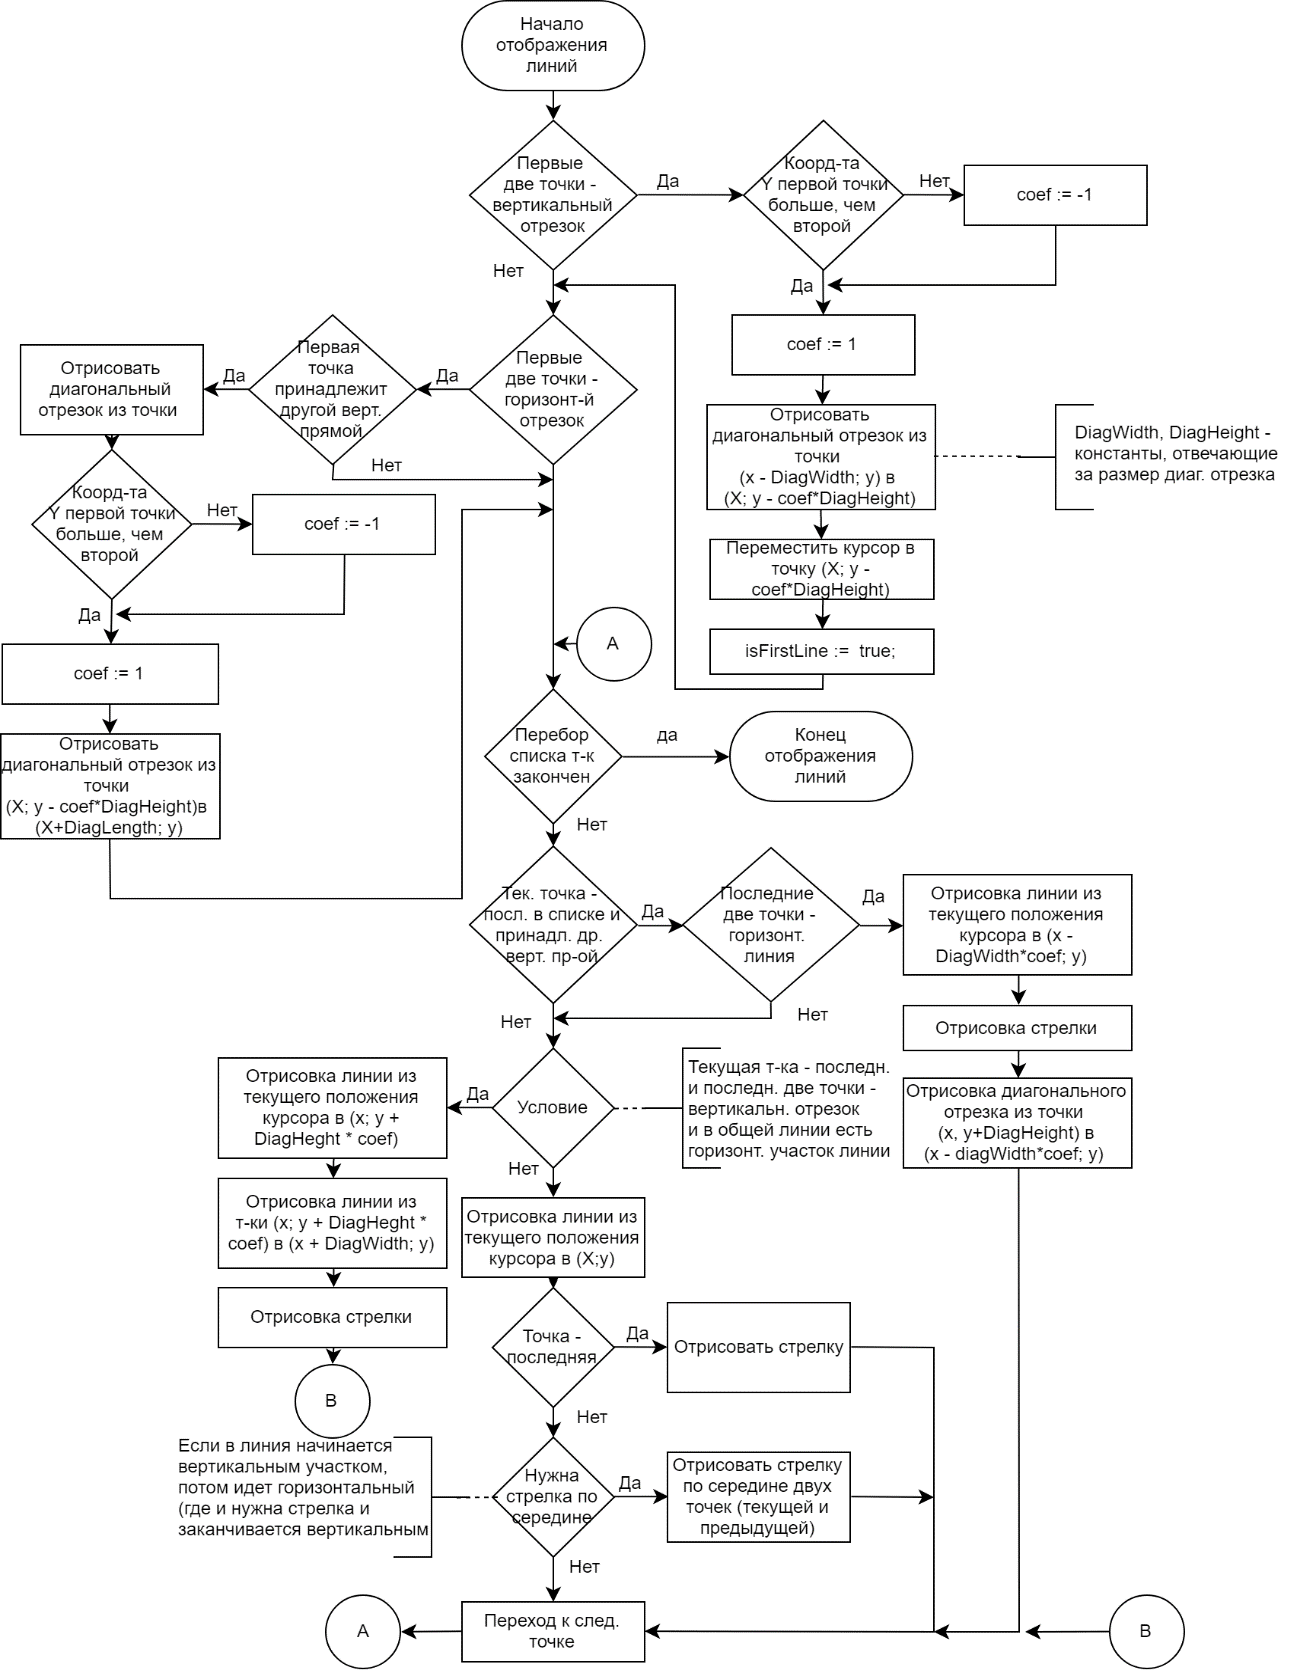 Начало
отображения
линий
Первые
две точки -
вертикальный
отрезок
Да
Коорд-та
Y первой точки
больше, чем
второй
Нет
coef := -1
Нет
Да
coef := 1
Отрисовать
диагональный отрезок из
точки
(x - DiagWidth; y) в
(X; y - coef*DiagHeight)
DiagWidth, DiagHeight -
константы, отвечающие
за размер диаг. отрезка
Переместить курсор в
точку (X; y -
coef*DiagHeight)
isFirstLine := true;
Первые
две точки -
горизонт-й
отрезок
Да
Первая
точка
принадлежит
другой верт.
прямой
Да
Нет
Отрисовать
диагональный
отрезок из точки
Коорд-та
Y первой точки
больше, чем
второй
Нет
coef := -1
Да
coef := 1
Отрисовать
диагональный отрезок из
точки
(X; y - coef*DiagHeight)в
(X+DiagLength; y)
A
Перебор
списка т-к
закончен
да
Конец
отображения
линий
Нет
Тек. точка -
посл. в списке и
принадл. др.
верт. пр-ой
Да
Последние
две точки -
горизонт.
линия
Да
Отрисовка линии из
текущего положения
курсора в (x -
DiagWidth*coef; y)
Отрисовка стрелки
Отрисовка диагонального
отрезка из точки
(x, y+DiagHeight) в
(x - diagWidth*coef; y)
Нет
Нет
Условие
Текущая т-ка - последн.
и последн. две точки -
вертикальн. отрезок
и в общей линии есть
горизонт. участок линии
Да
Отрисовка линии из
текущего положения
курсора в (x; y +
DiagHeght * coef)
Отрисовка линии из
т-ки (x; y + DiagHeght *
coef) в (x + DiagWidth; y)
Отрисовка стрелки
B
Нет
Отрисовка линии из
текущего положения
курсора в (X;y)
Точка -
последняя
Да
Отрисовать стрелку
Нет
Если в линия начинается
вертикальным участком,
потом идет горизонтальный
(где и нужна стрелка и
заканчивается вертикальным
Нужна
стрелка по
середине
Да
Отрисовать стрелку
по середине двух
точек (текущей и
предыдущей)
Нет
A
Переход к след.
точке
B